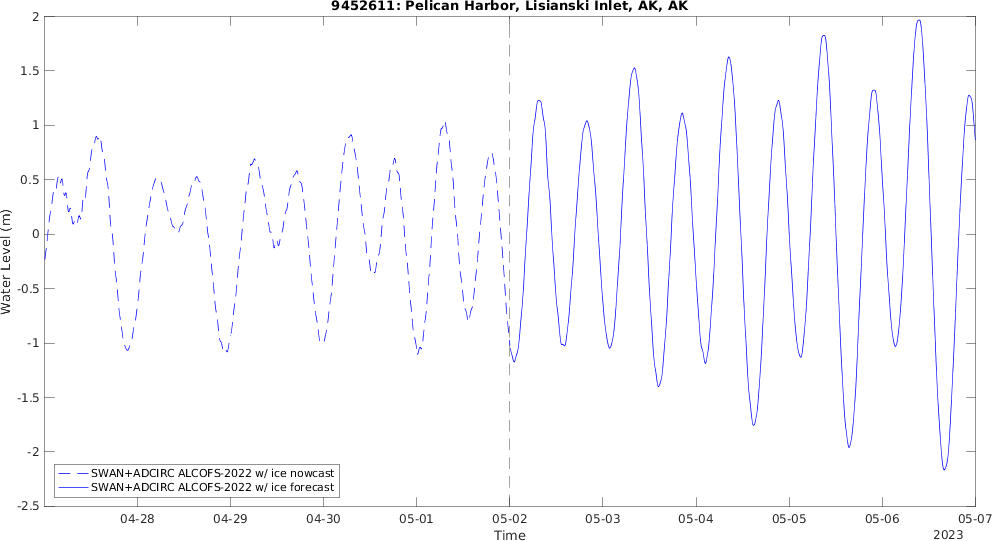 9452611: Pelican Harbor, Lisianski Inlet, AK, AK
2
1.5
1
0.5
0
-0.5
-1
-1.5
-2
-2.5
Water Level (m)
SWAN+ADCIRC ALCOFS-2022 w/ ice nowcast
SWAN+ADCIRC ALCOFS-2022 w/ ice forecast
04-28 04-29 04-30 05-01 05-02 05-03 05-04 05-05 05-06 05-07
Time
2023